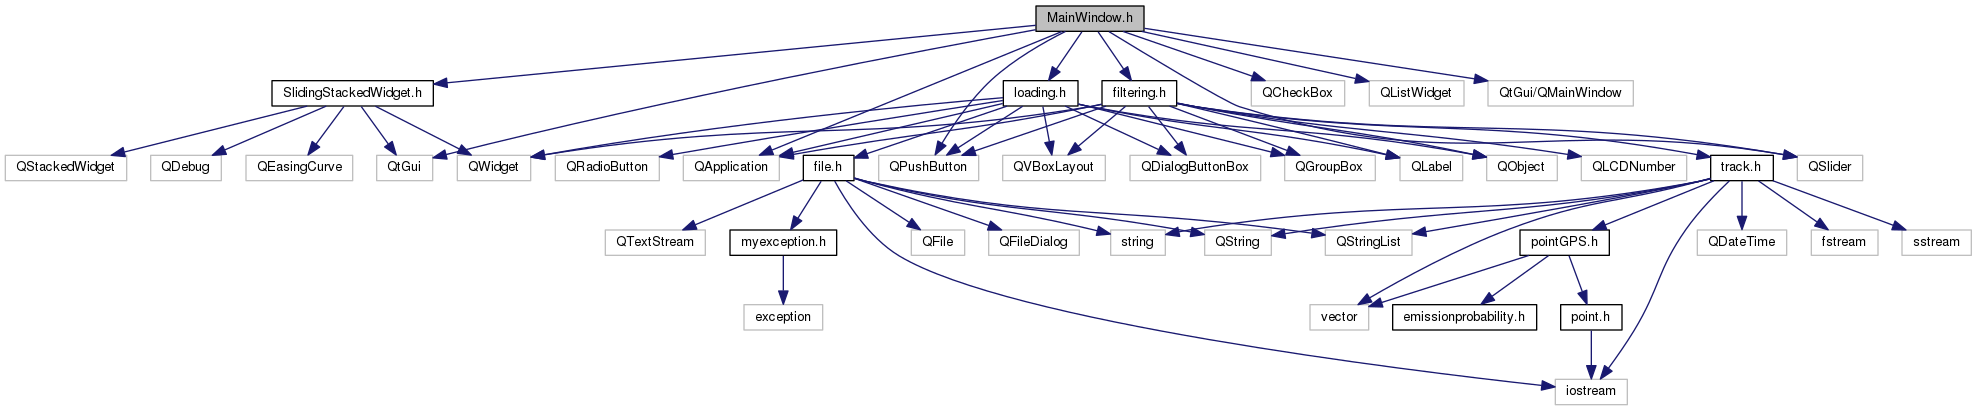 MainWindow.h
SlidingStackedWidget.h
loading.h
filtering.h
QCheckBox
QListWidget
QtGui/QMainWindow
QStackedWidget
QDebug
QEasingCurve
QtGui
QWidget
QRadioButton
QApplication
file.h
QPushButton
QVBoxLayout
QDialogButtonBox
QGroupBox
QLabel
QObject
QLCDNumber
track.h
QSlider
QTextStream
myexception.h
QFile
QFileDialog
string
QString
QStringList
pointGPS.h
QDateTime
fstream
sstream
exception
vector
emissionprobability.h
point.h
iostream